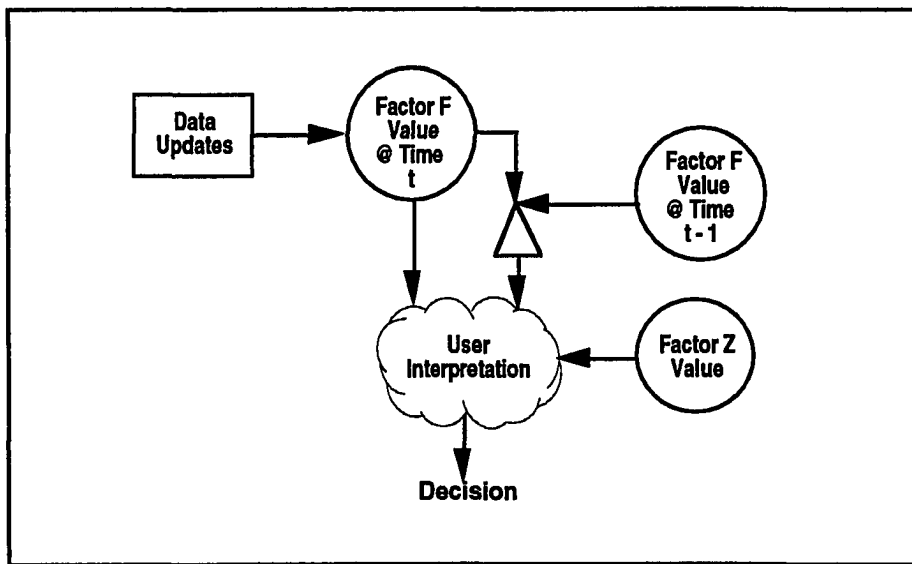 Data
Updates
Factor F
Value
@ Time
t
Factor F
Value
@ Time
t - 1
User
Interpretation
Factor Z
Value
Decision